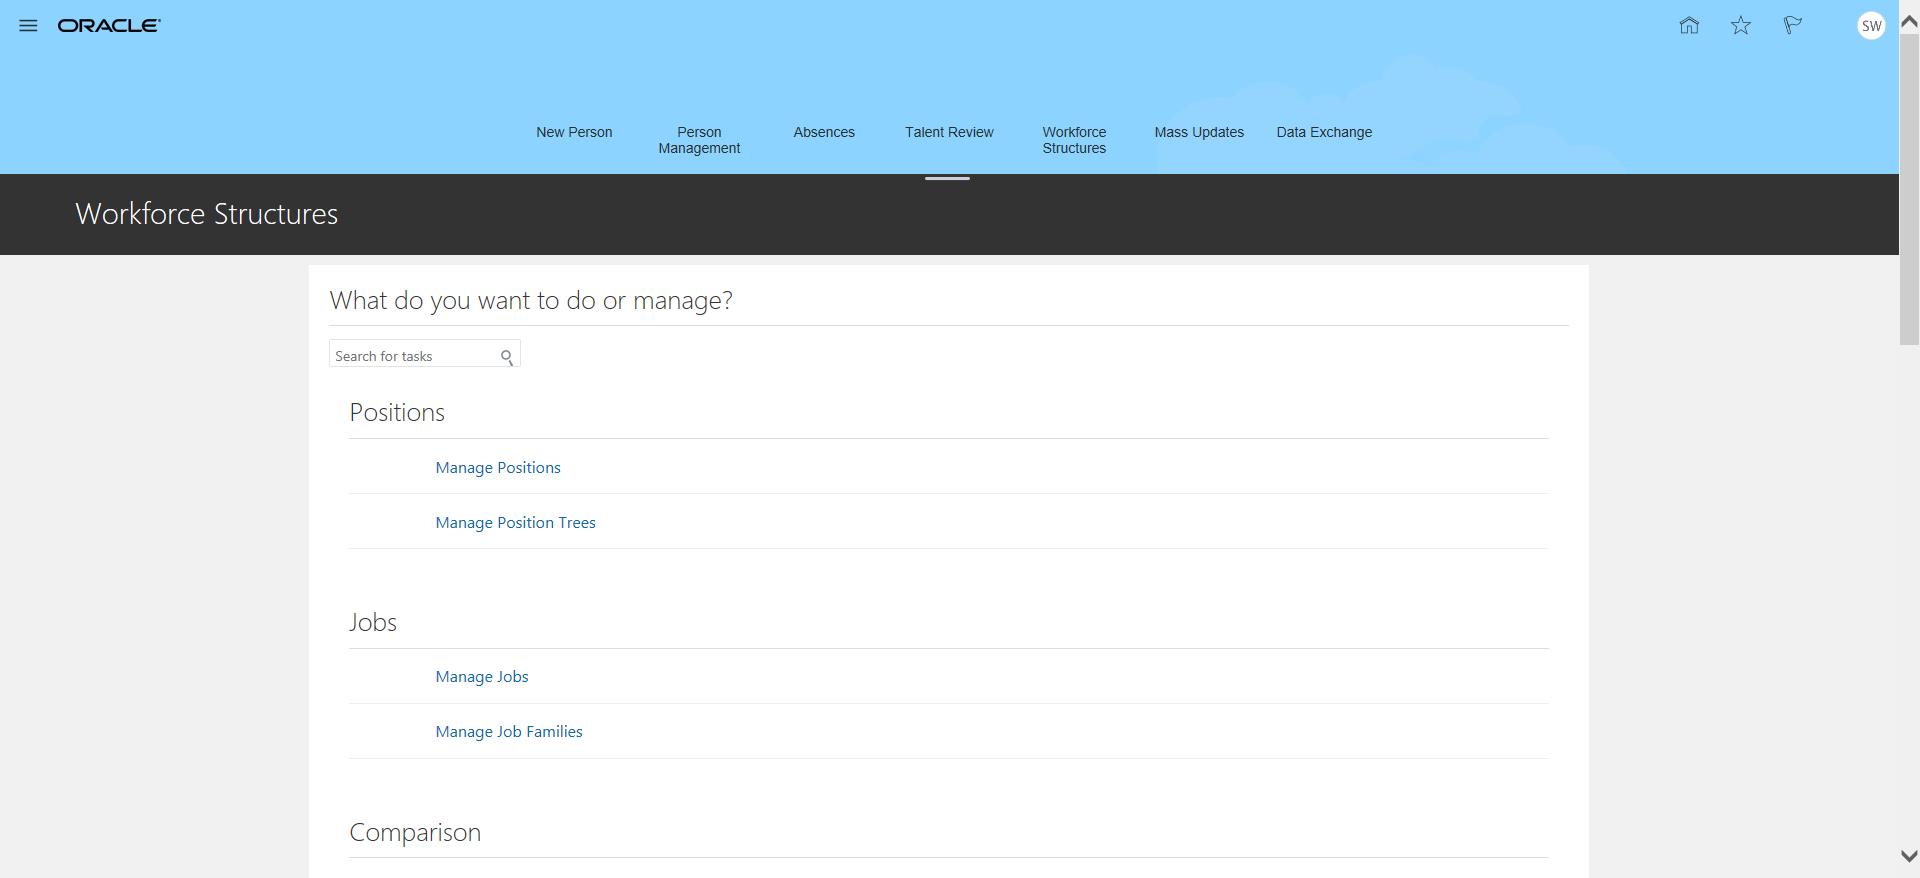 ORACLE
SW
New Person
Person
Management
Absences
Talent Review
Workforce
Structures
Mass Updates
Data Exchange
Workforce Structures
What do you want to do or manage?
Search for tasks
Positions
Manage Positions
Manage Position Trees
Jobs
Manage Jobs
Manage Job Families
Comparison